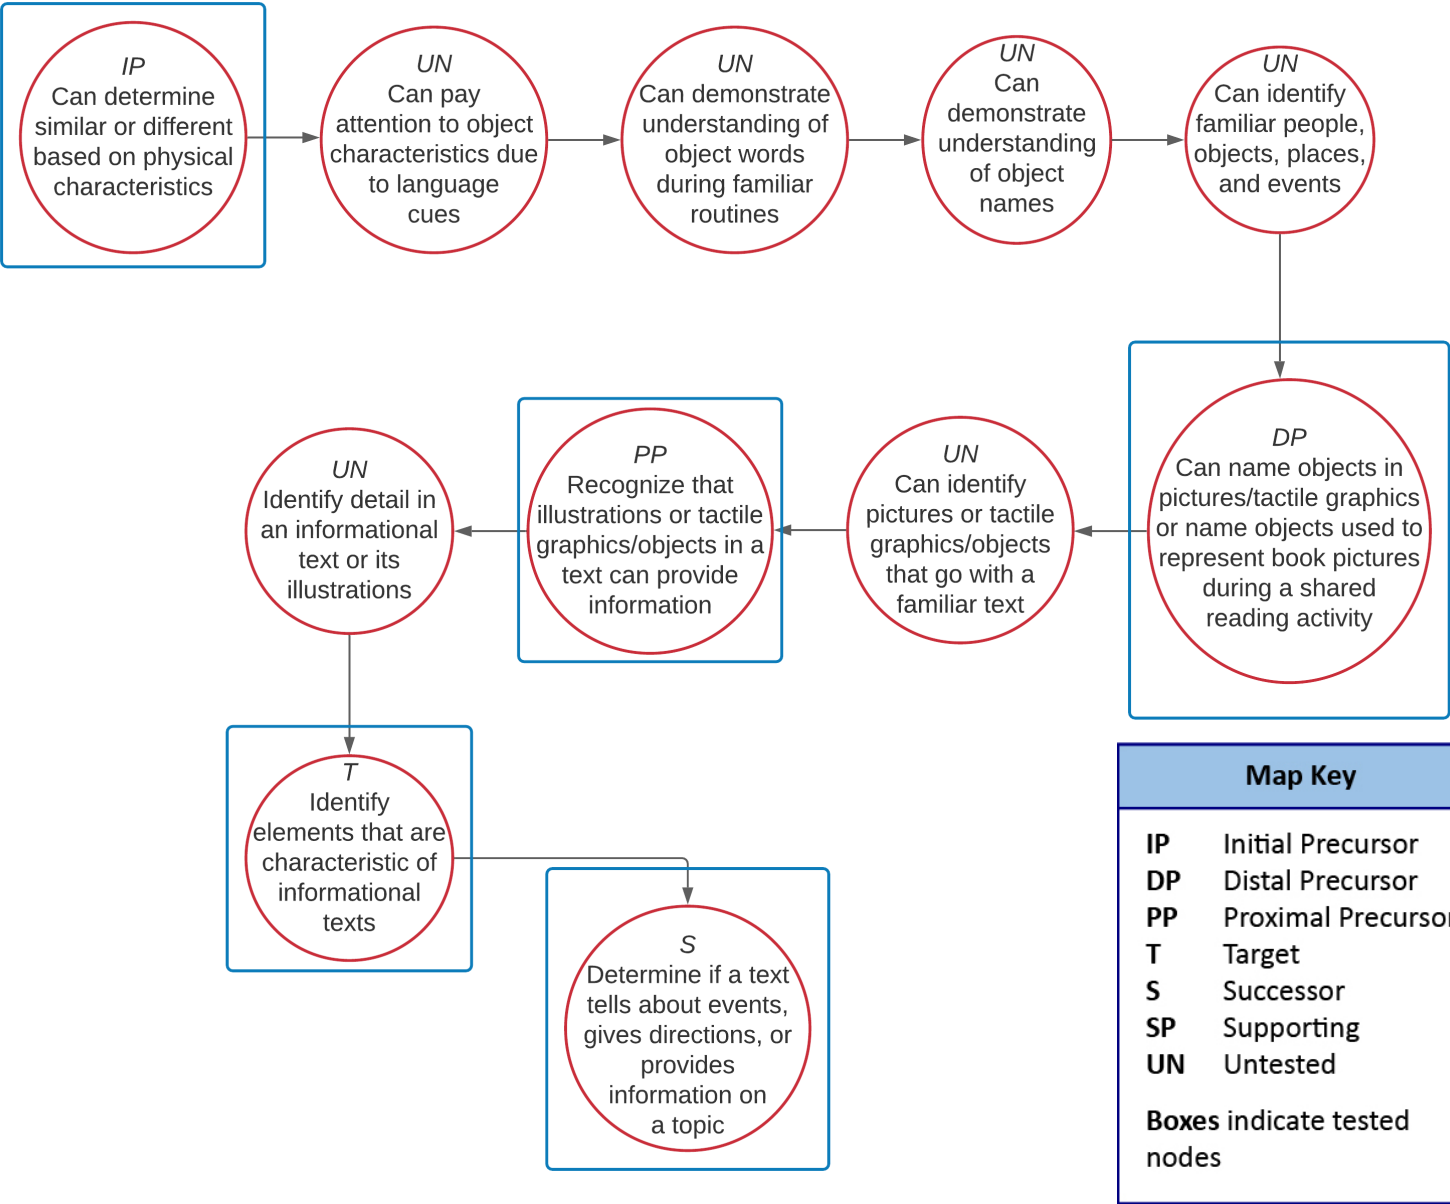 IP
Can determine
similar or different
based on physical
characteristics
UN
Can pay
attention to object
characteristics due
to language
cues
UN
Can demonstrate
understanding of
object words
during familiar
routines
UN
Can
demonstrate
understanding
of object
names
UN
Can identify
familiar people,
objects, places,
and events
DP
Can name objects in
pictures/tactile graphics
or name objects used to
represent book pictures
during a shared
reading activity
UN
Can identify
pictures or tactile
graphics/objects
that go with a
familiar text
PP
Recognize that
illustrations or tactile
graphics/objects in a
text can provide
information
UN
Identify detail in
an informational
text or its
illustrations
T
Identify
elements that are
characteristic of
informational
texts
S
Determine if a text
tells about events,
gives directions, or
provides
information on
a topic
Map Key
IP Initial Precursor
DP Distal Precursor
PP Proximal Precursor
T Target
S Successor
SP Supporting
UN Untested
Boxes indicate tested
nodes